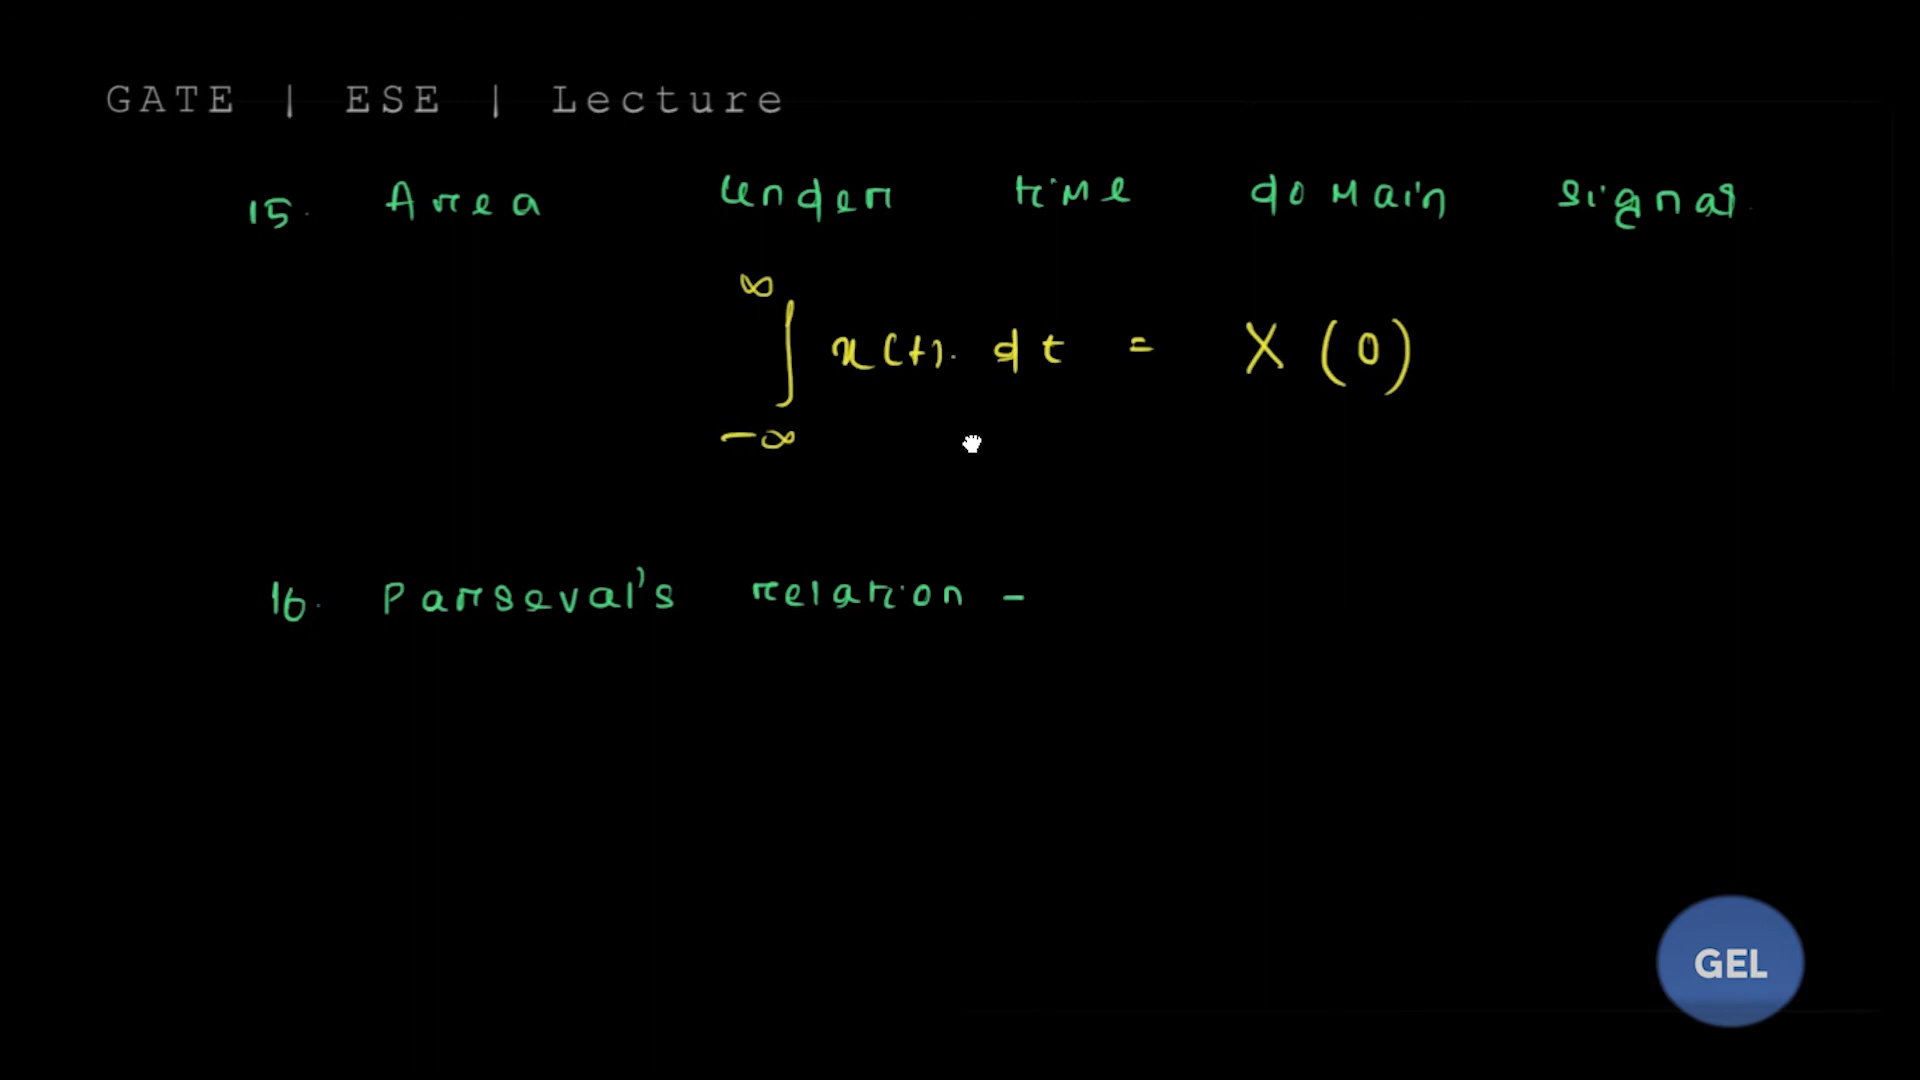 GATE | ESE | Lecture
15. Area under time domain signal.
∞
∫ x(t). dt = X (0)
-∞
16. Parseval's relation -
GEL